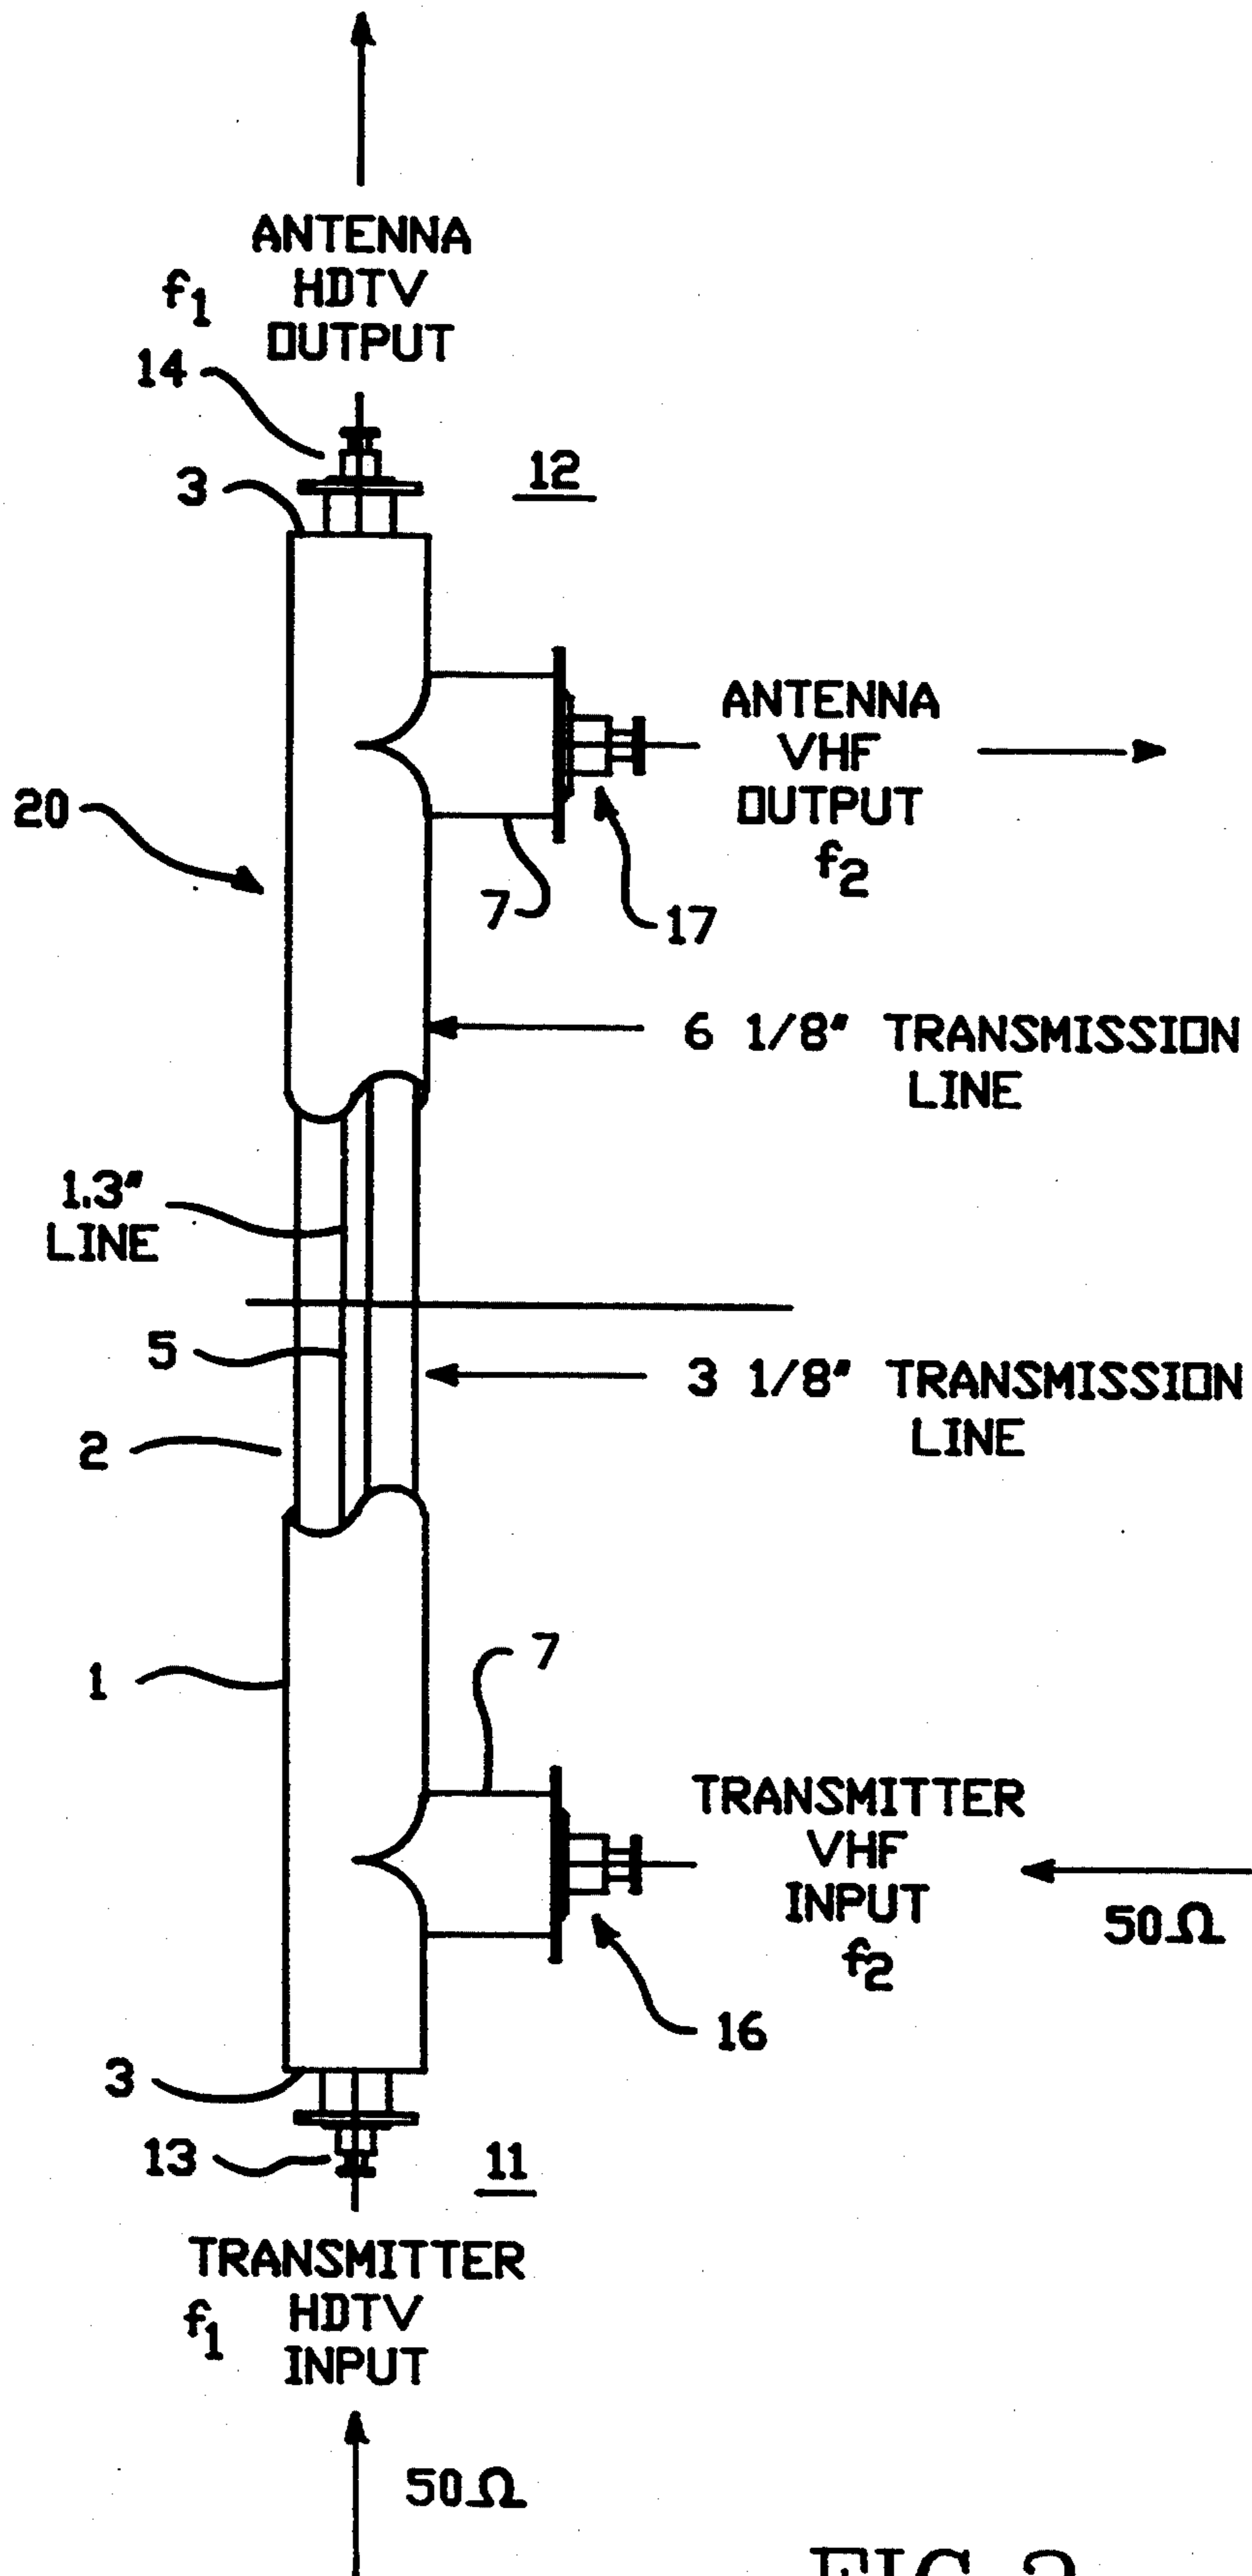 ANTENNA
HDTV
OUTPUT
f1
14
3
12
ANTENNA
VHF
OUTPUT
f2
20
7
17
6 1/8" TRANSMISSION
LINE
1.3"
LINE
5
3 1/8" TRANSMISSION
LINE
2
1
7
TRANSMITTER
VHF
INPUT
f2
50Ω
16
3
13
11
TRANSMITTER
HDTV
INPUT
f1
50Ω